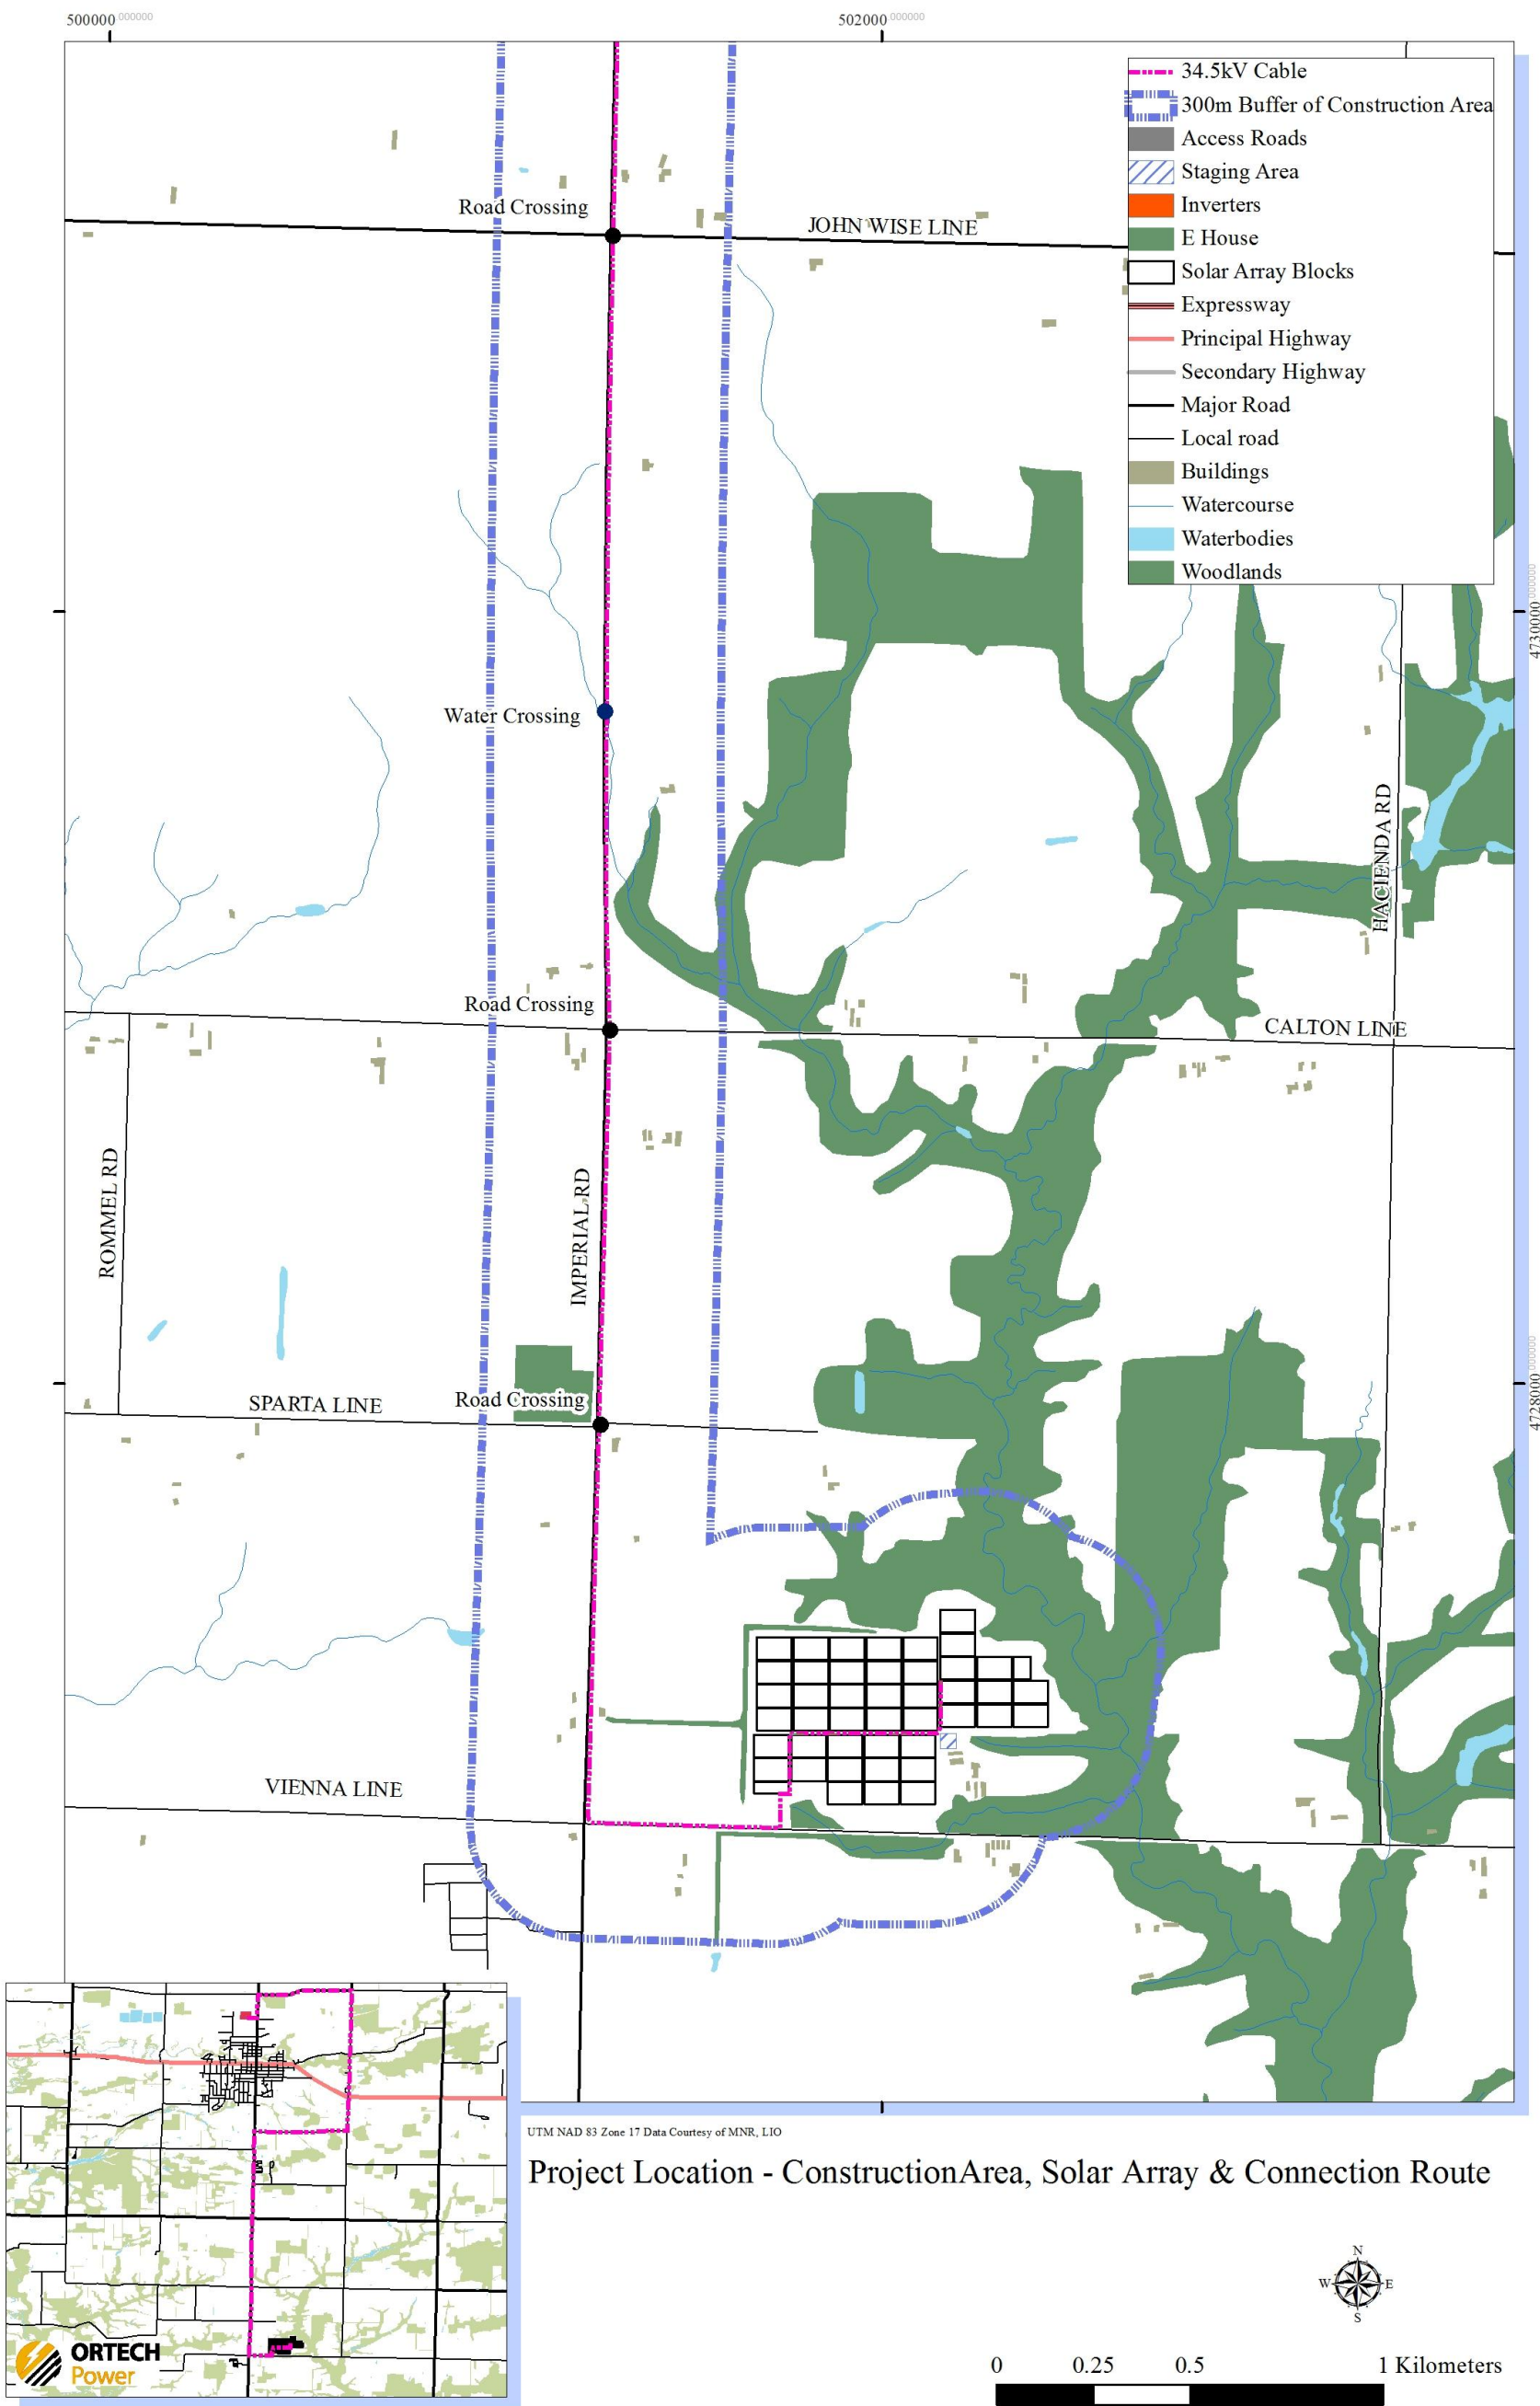 500000.000000
502000.000000
34.5kV Cable
300m Buffer of Construction Area
Access Roads
Staging Area
Inverters
E House
Solar Array Blocks
Expressway
Principal Highway
Secondary Highway
Major Road
Local road
Buildings
Watercourse
Waterbodies
Woodlands
Road Crossing
JOHN WISE LINE
4730000.000000
Water Crossing
HACIENDA RD
Road Crossing
CALTON LINE
ROMMEL RD
IMPERIAL RD
4728000.000000
SPARTA LINE
Road Crossing
VIENNA LINE
UTM NAD 83 Zone 17 Data Courtesy of MNR, LIO
Project Location - ConstructionArea, Solar Array & Connection Route
N
W E
S
ORTECH
Power
0 0.25 0.5 1 Kilometers